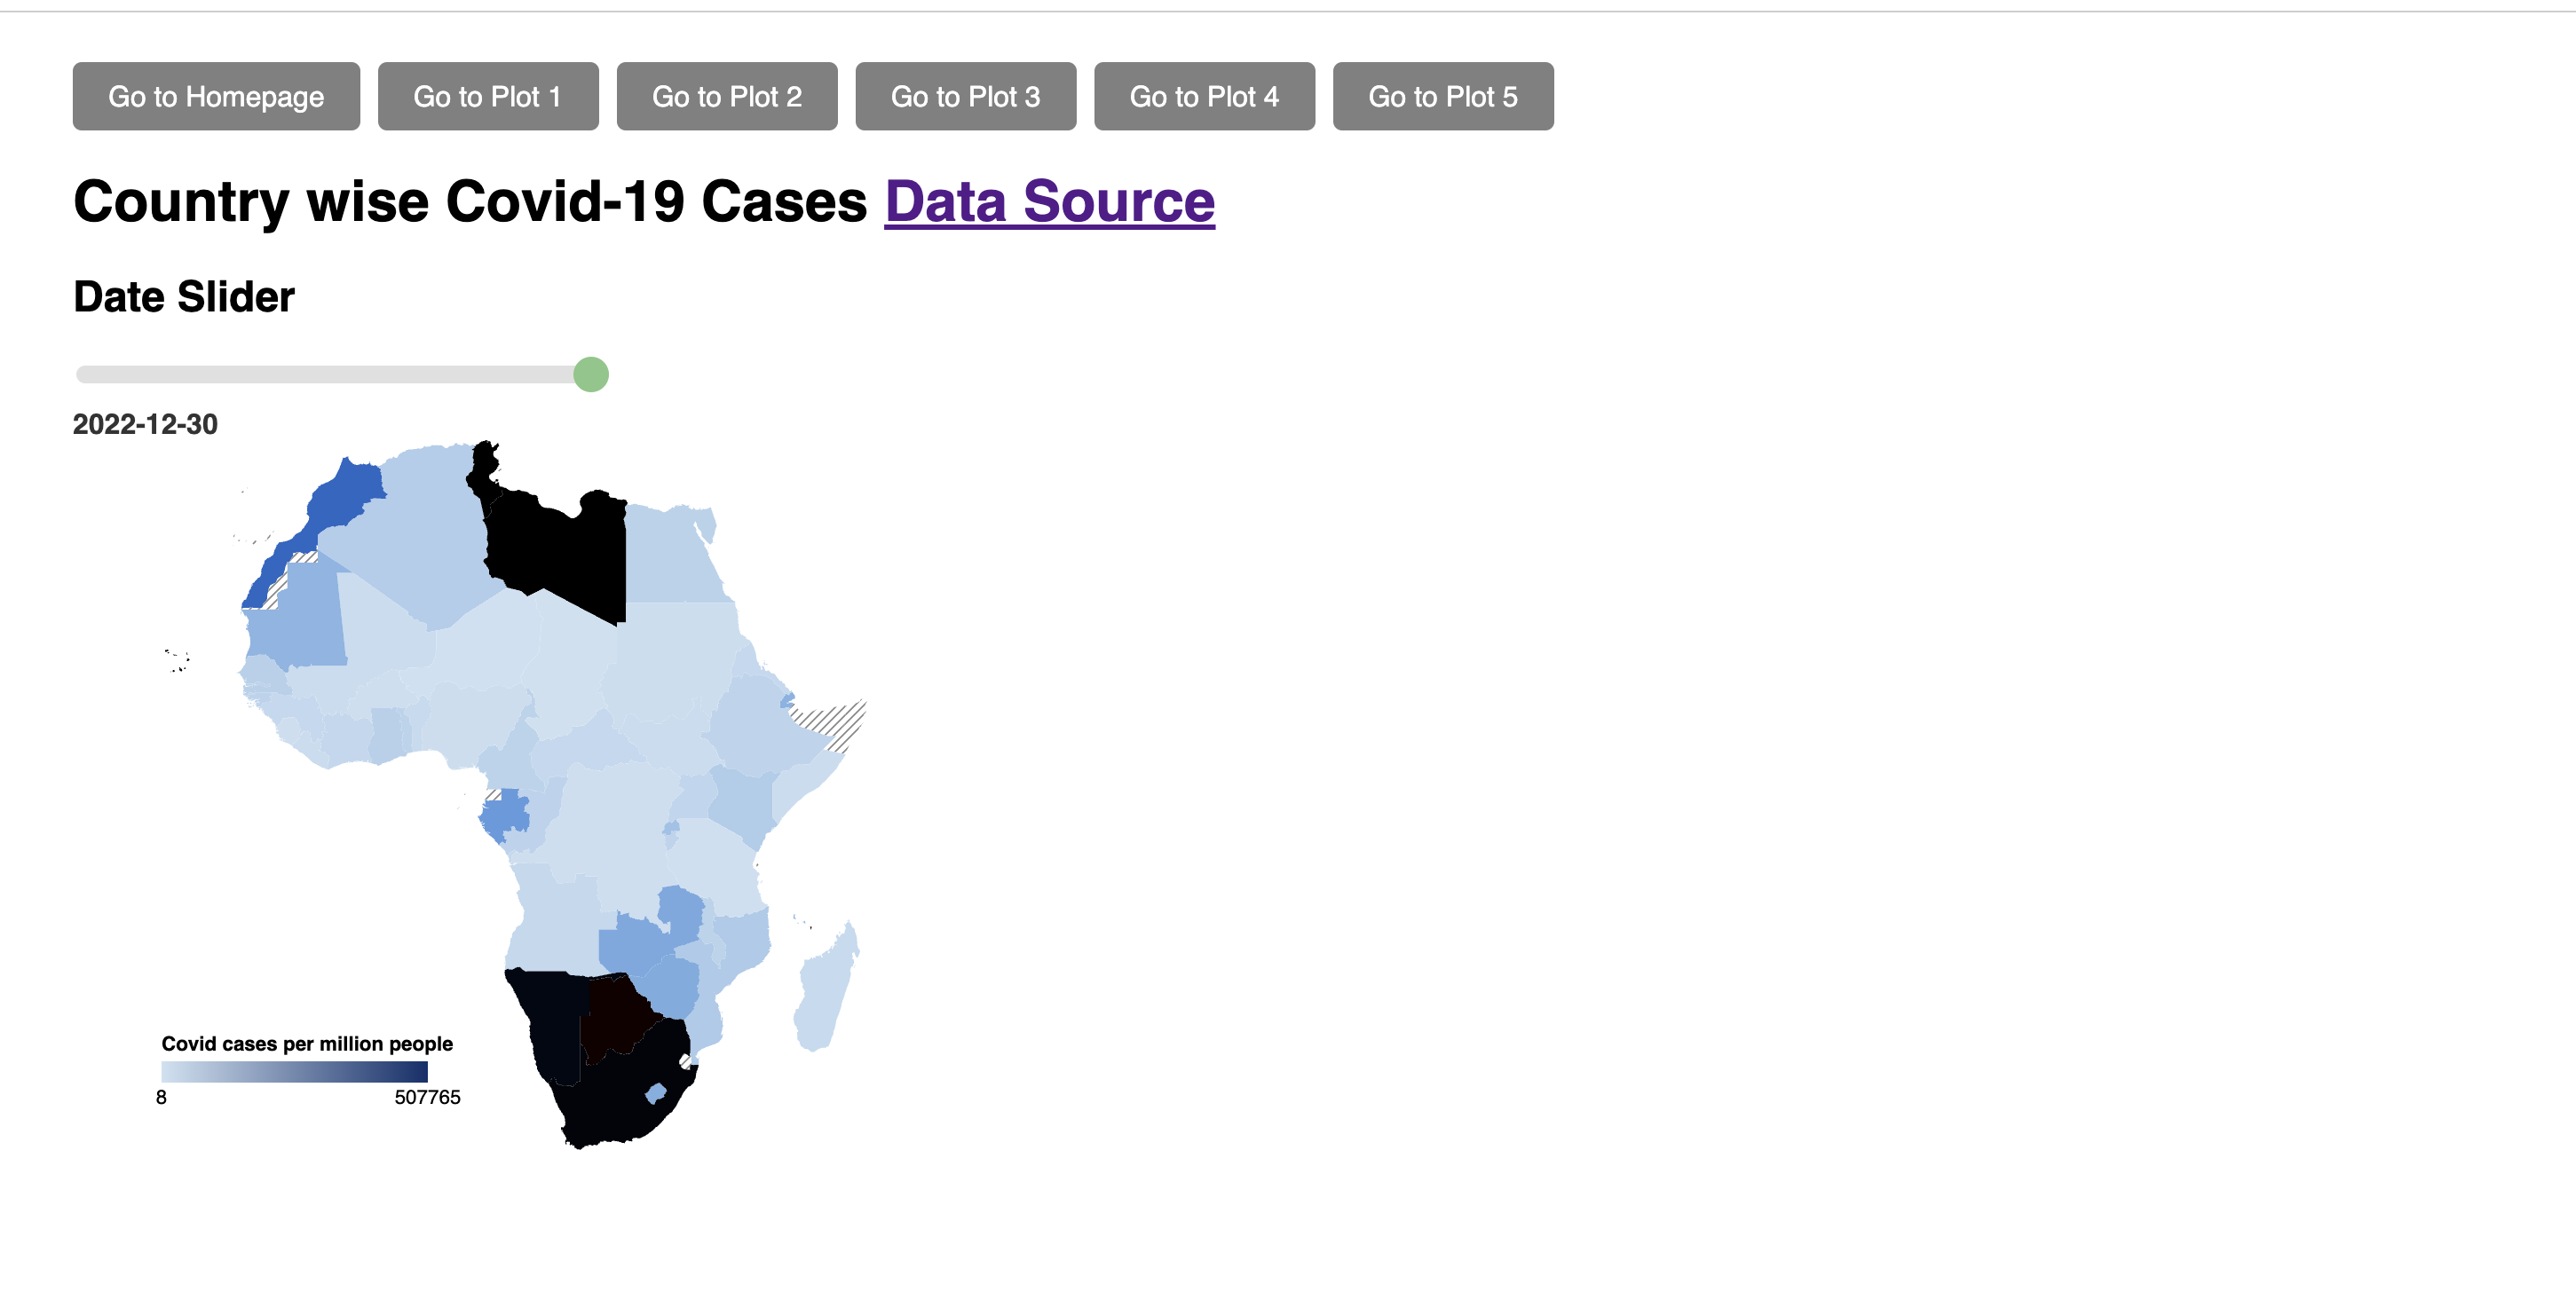 Go to Homepage Go to Plot 1 Go to Plot 2 Go to Plot 3 Go to Plot 4 Go to Plot 5
Country wise Covid-19 Cases Data Source
Date Slider
2022-12-30
Covid cases per million people
8 507765